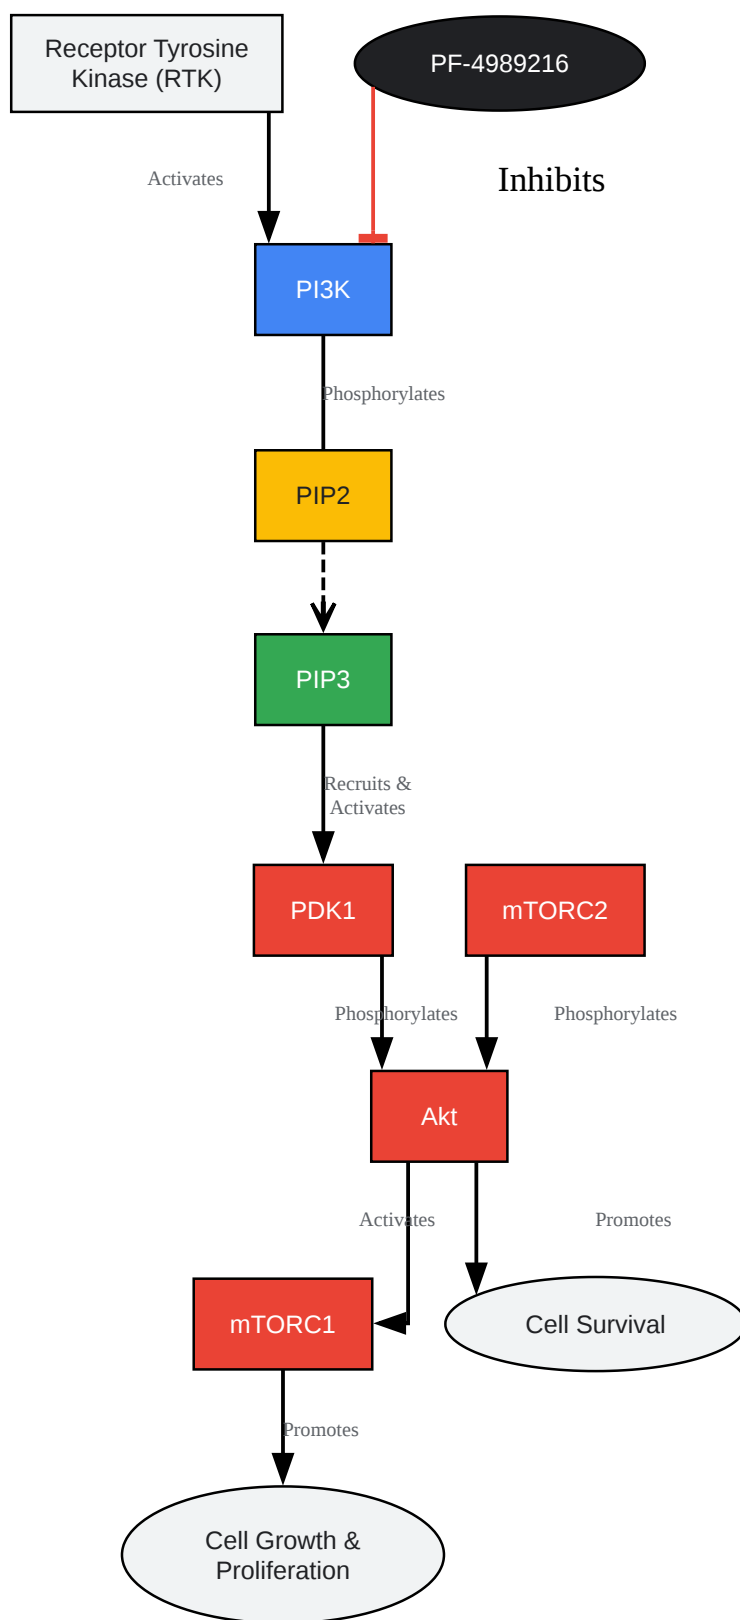 Receptor Tyrosine
Kinase (RTK)
PF-4989216
Activates
Inhibits
PI3K
Phosphorylates
PIP2
PIP3
Recruits &
Activates
PDK1
mTORC2
Phosphorylates
Phosphorylates
Akt
Activates
Promotes
mTORC1
Cell Survival
Promotes
Cell Growth &
Proliferation